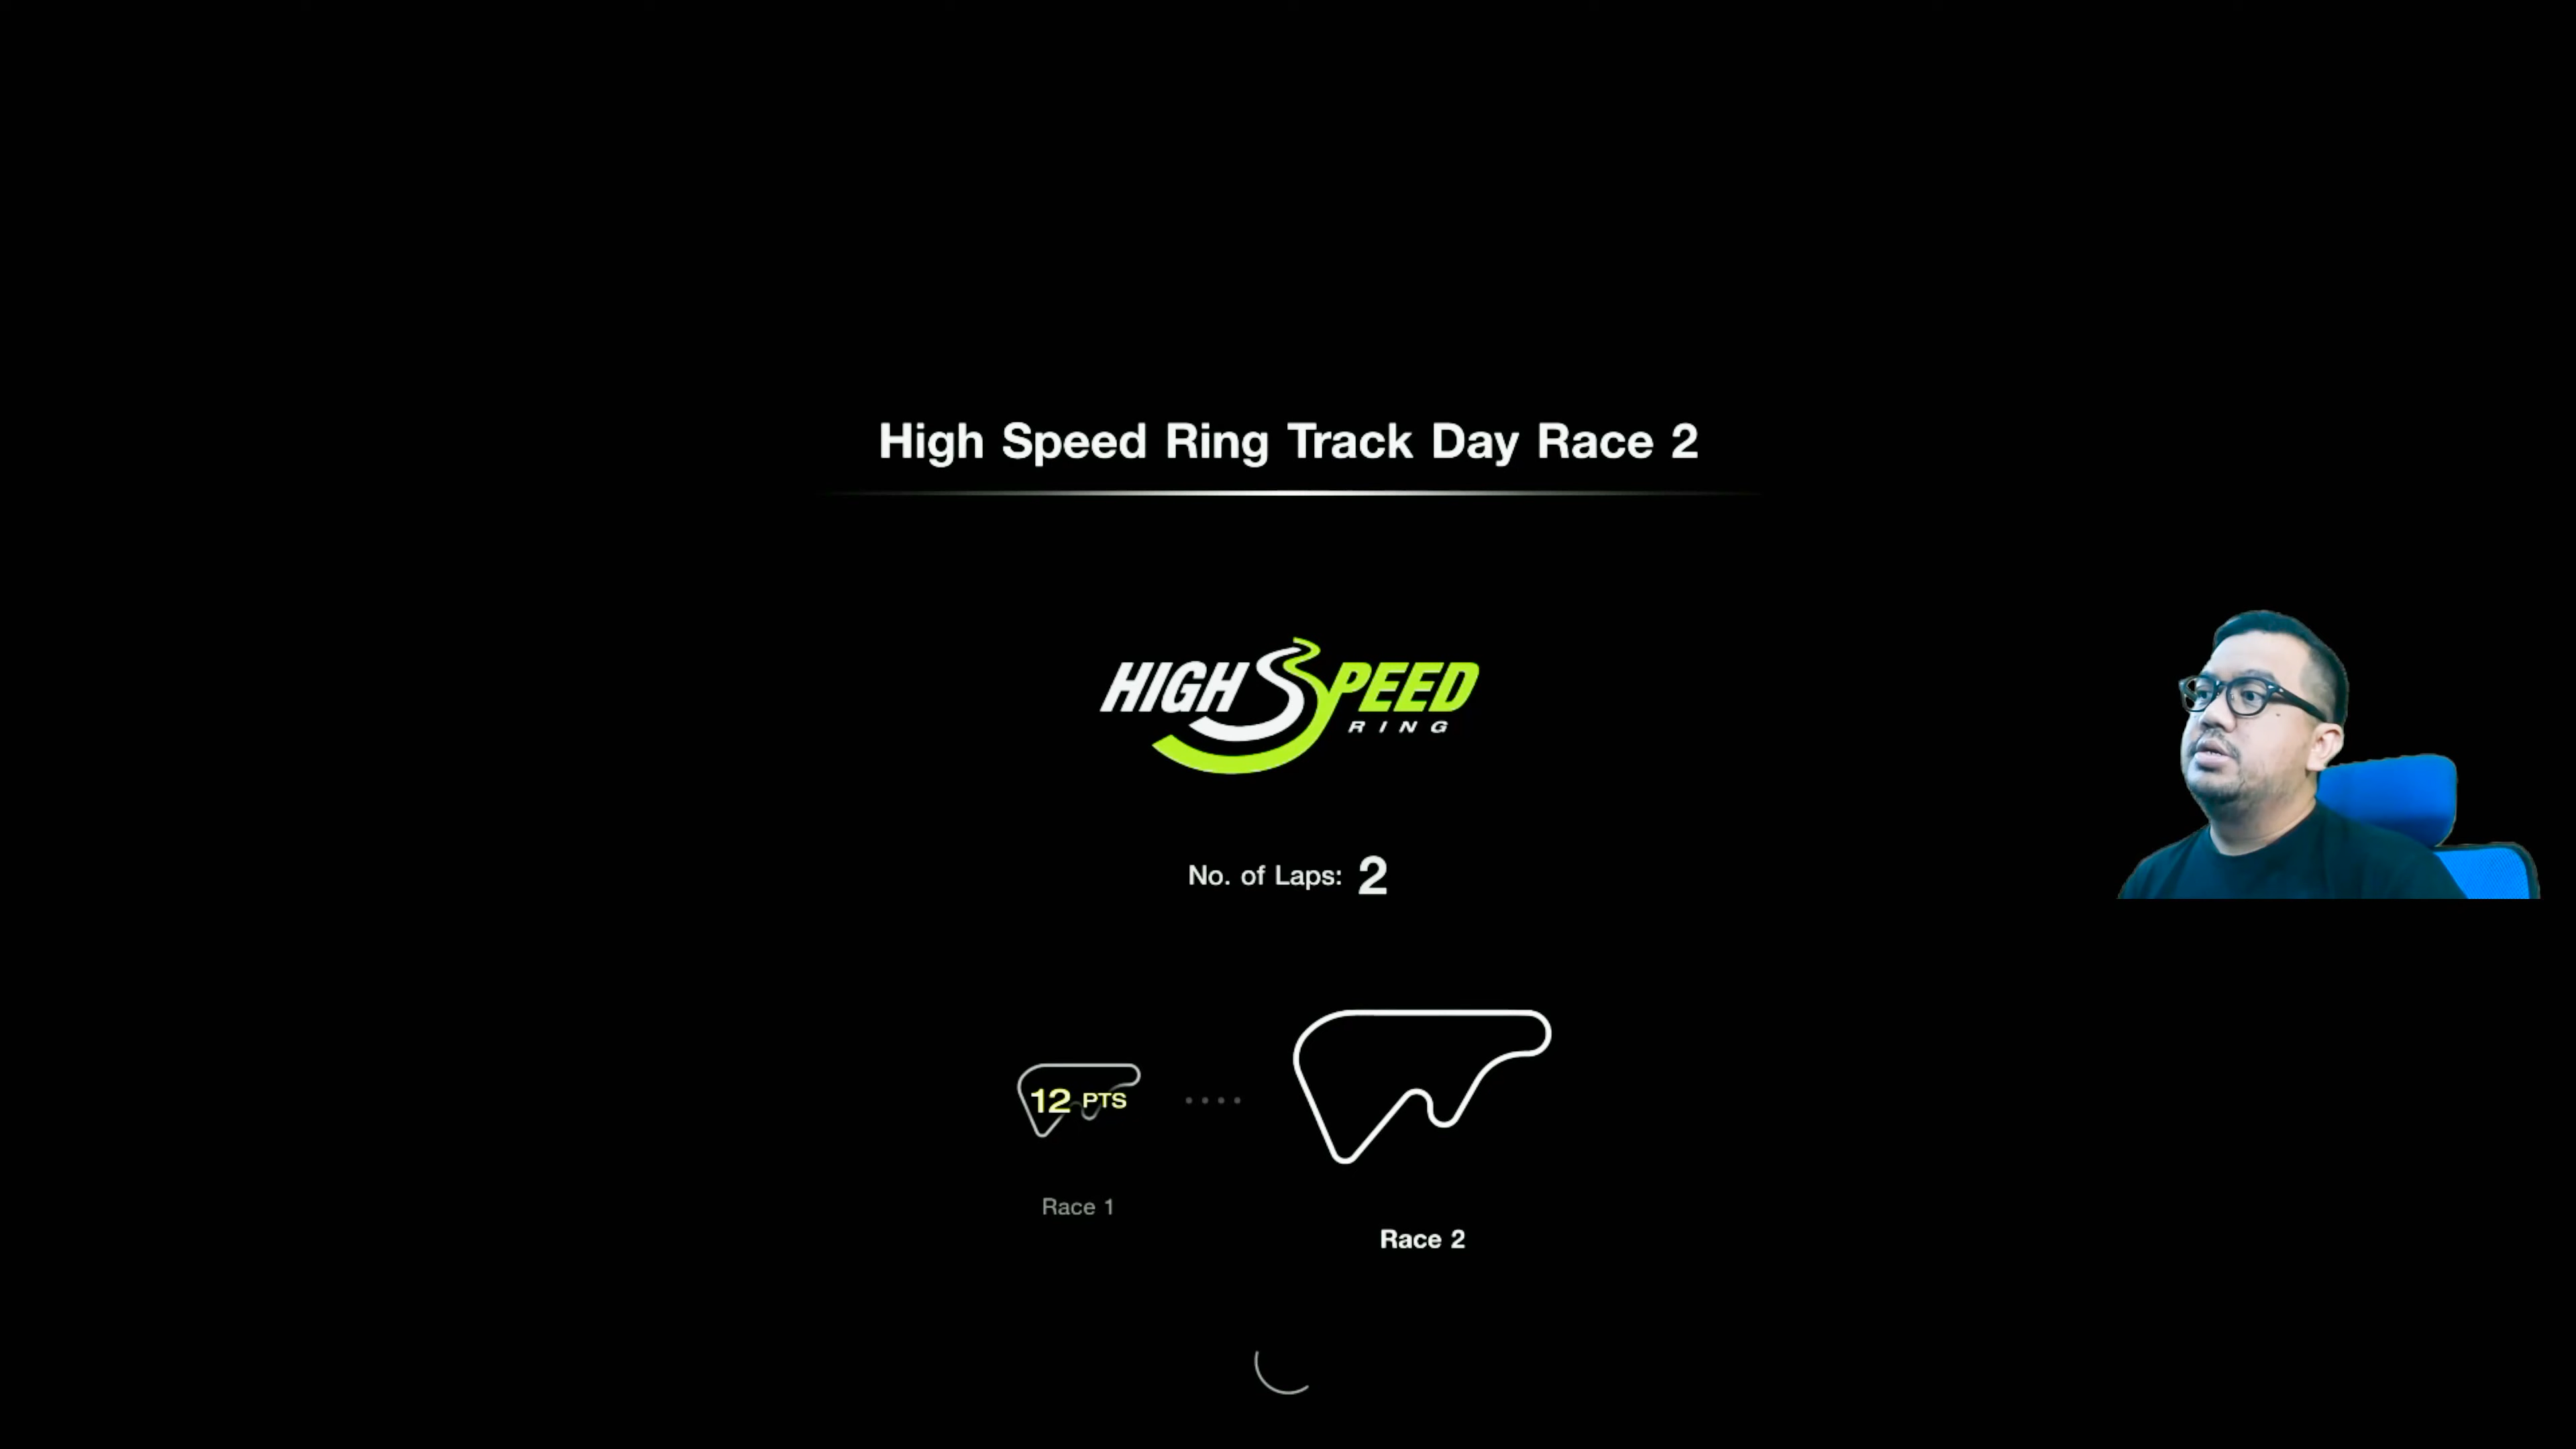 High Speed Ring Track Day Race 2
HIGH SPEED
RING
No. of Laps: 2
12 PTS
Race 1
Race 2